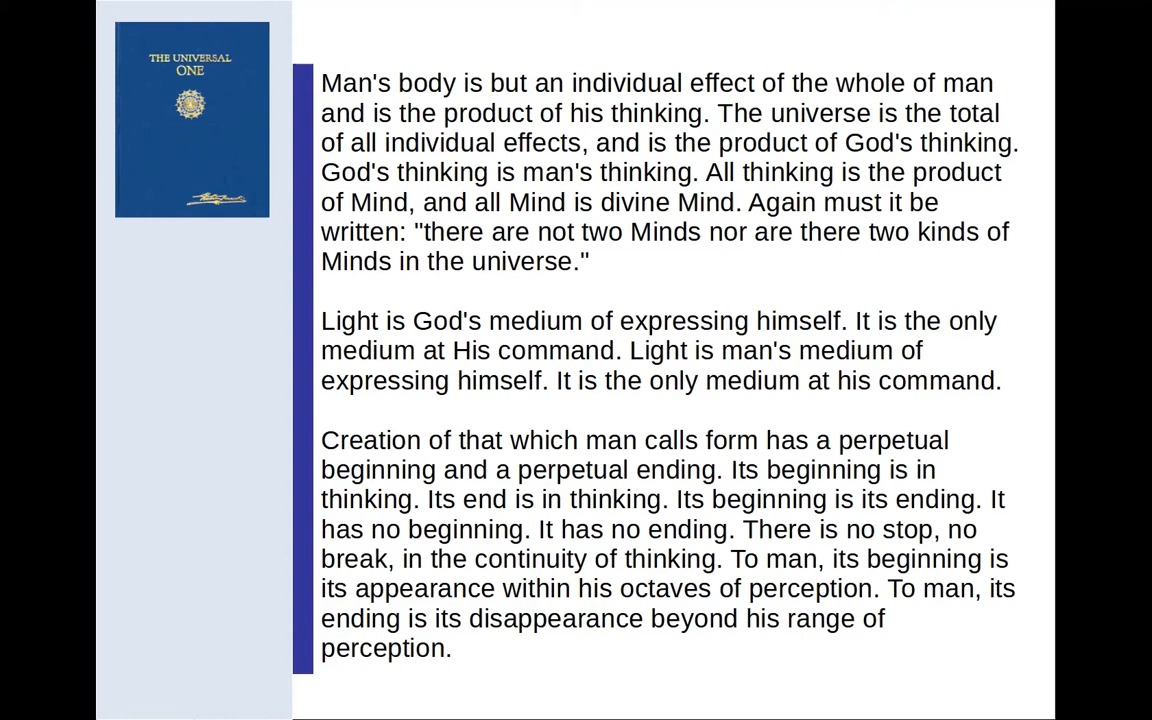 THE UNIVERSAL
ONE
Man's body is but an individual effect of the whole of man
and is the product of his thinking. The universe is the total
of all individual effects, and is the product of God's thinking.
God's thinking is man's thinking. All thinking is the product
of Mind, and all Mind is divine Mind. Again must it be
written: "there are not two Minds nor are there two kinds of
Minds in the universe."
Light is God's medium of expressing himself. It is the only
medium at His command. Light is man's medium of
expressing himself. It is the only medium at his command.
Creation of that which man calls form has a perpetual
beginning and a perpetual ending. Its beginning is in
thinking. Its end is in thinking. Its beginning is its ending. It
has no beginning. It has no ending. There is no stop, no
break, in the continuity of thinking. To man, its beginning is
its appearance within his octaves of perception. To man, its
ending is its disappearance beyond his range of
perception.